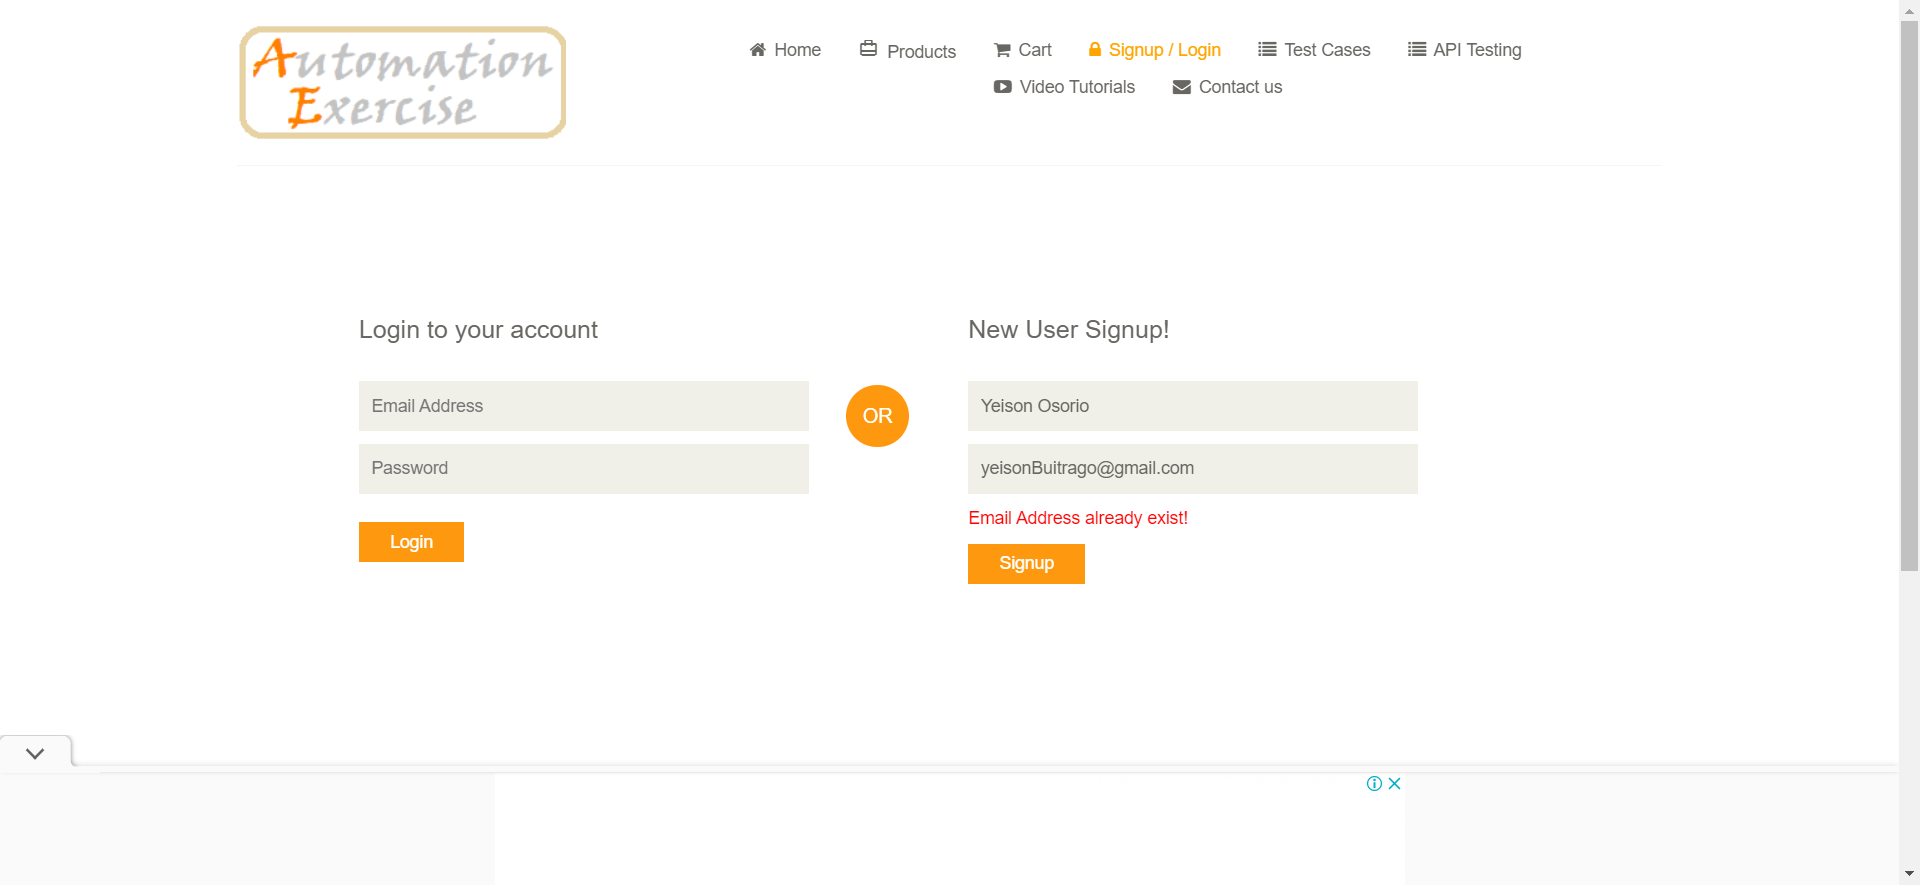 Automation
Exercise
Home
Products
Cart
Signup / Login
Test Cases
API Testing
Video Tutorials
Contact us
Login to your account
Email Address
Password
Login
OR
New User Signup!
Yeison Osorio
yeisonBuitrago@gmail.com
Email Address already exist!
Signup